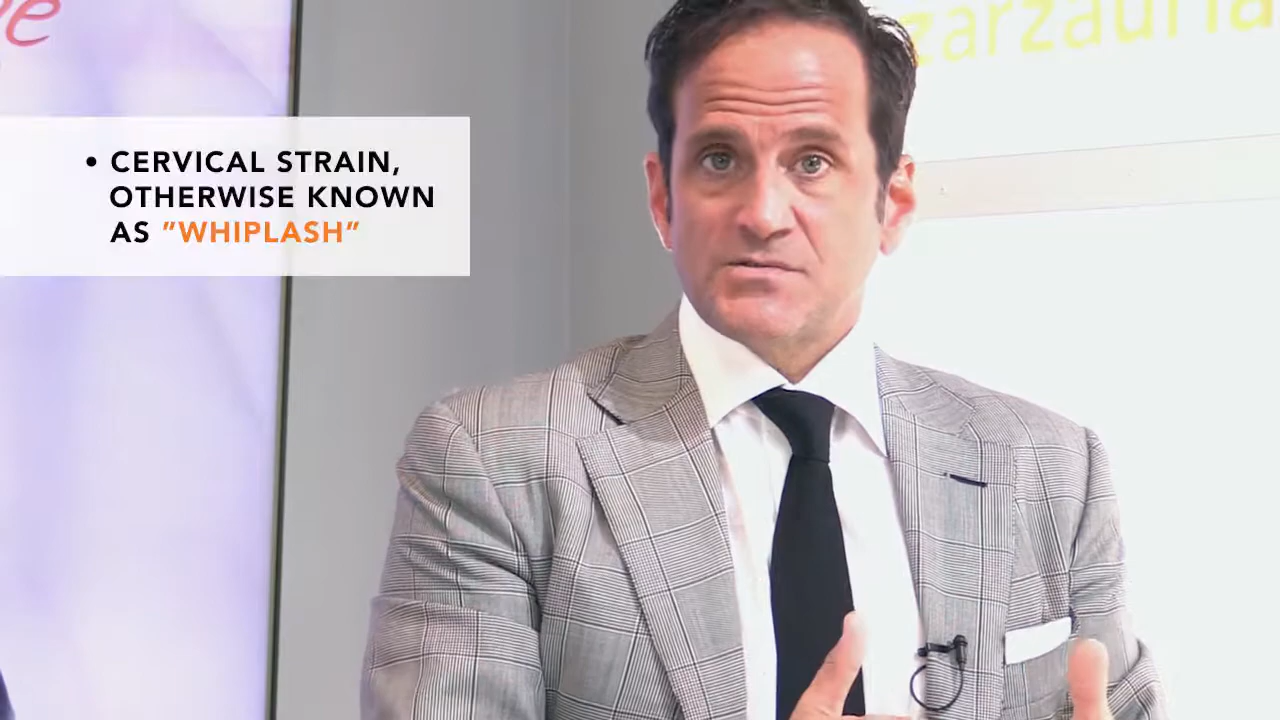 • CERVICAL STRAIN,
OTHERWISE KNOWN
AS ”WHIPLASH”